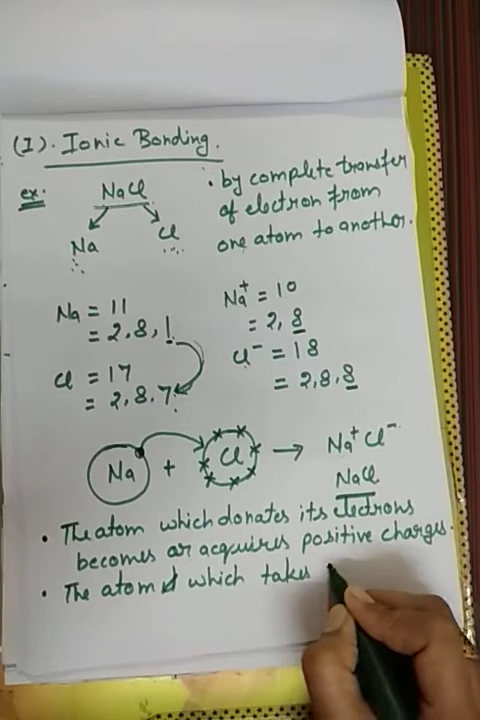 (I). Ionic Bonding.
ex:
NaCl
Na Cl
• by complete transfer
of electron from
one atom to another.
Na = 11
= 2,8,1
Cl = 17
= 2,8,7
Na⁺ = 10
= 2,8
Cl⁻ = 18
= 2,8,8
Na + Cl → Na⁺Cl⁻
NaCl
• The atom which donates its electrons
becomes or acquires positive charges.
• The atom which takes